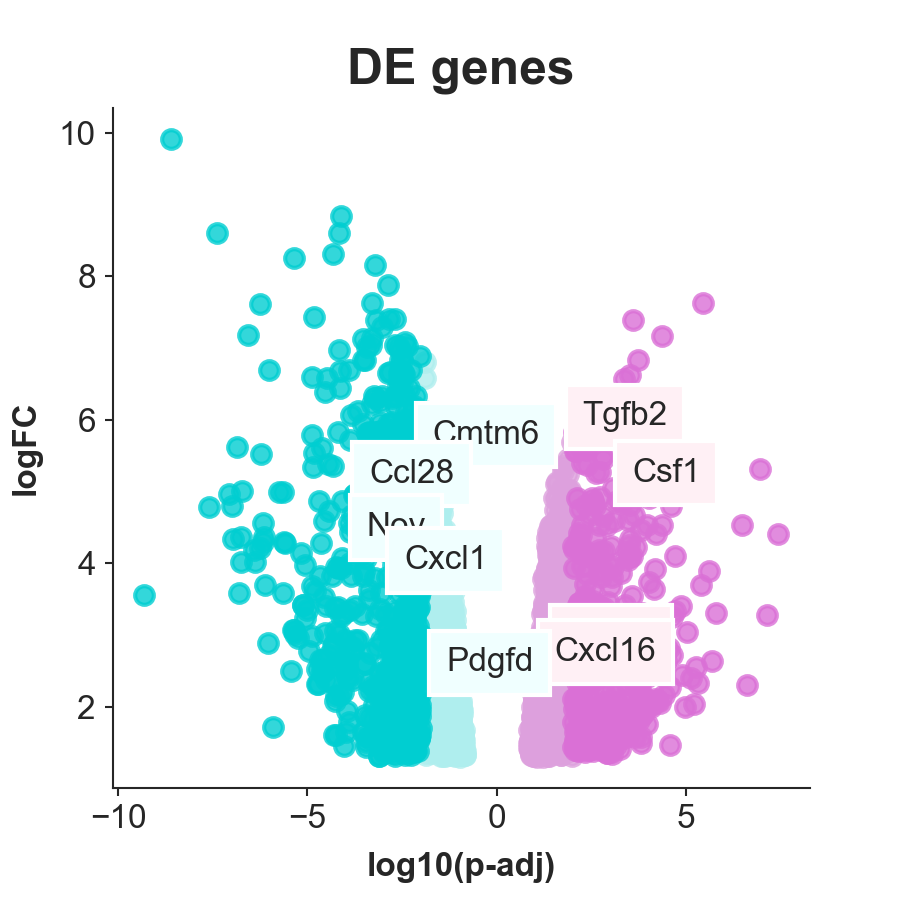 DE genes
10
8
6
4
2
logFC
Tgfb2
Cmtm6
Csf1
Ccl28
Nov
Cxcl1
Cxcl16
Pdgfd
−10
−5
0
5
log10(p-adj)